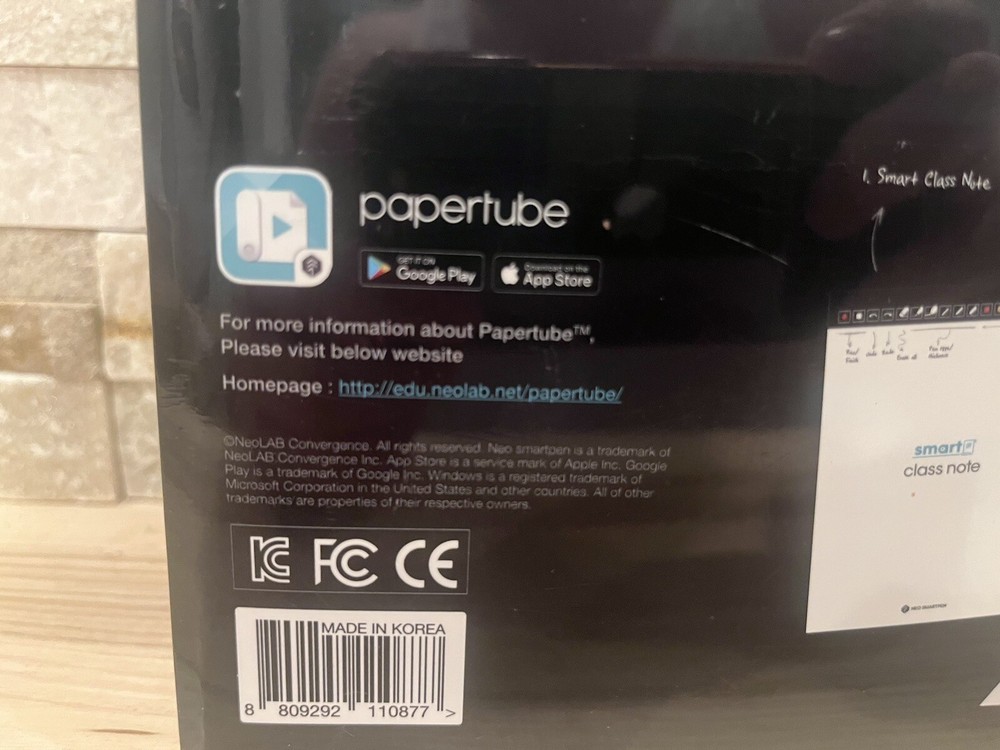 papertube
GET IT ON
Google Play
Download on the
App Store
For more information about Papertube™,
Please visit below website
Homepage : http://edu.neolab.net/papertube/
©NeoLAB Convergence. All rights reserved. Neo smartpen is a trademark of
NeoLAB Convergence Inc. App Store is a service mark of Apple Inc. Google
Play is a trademark of Google Inc. Windows is a registered trademark of
Microsoft Corporation in the United States and other countries. All of other
trademarks are properties of their respective owners.
KC FC CE
MADE IN KOREA
8 809292 110877 >
1. Smart Class Note
smart
class note
NEO SMARTPEN